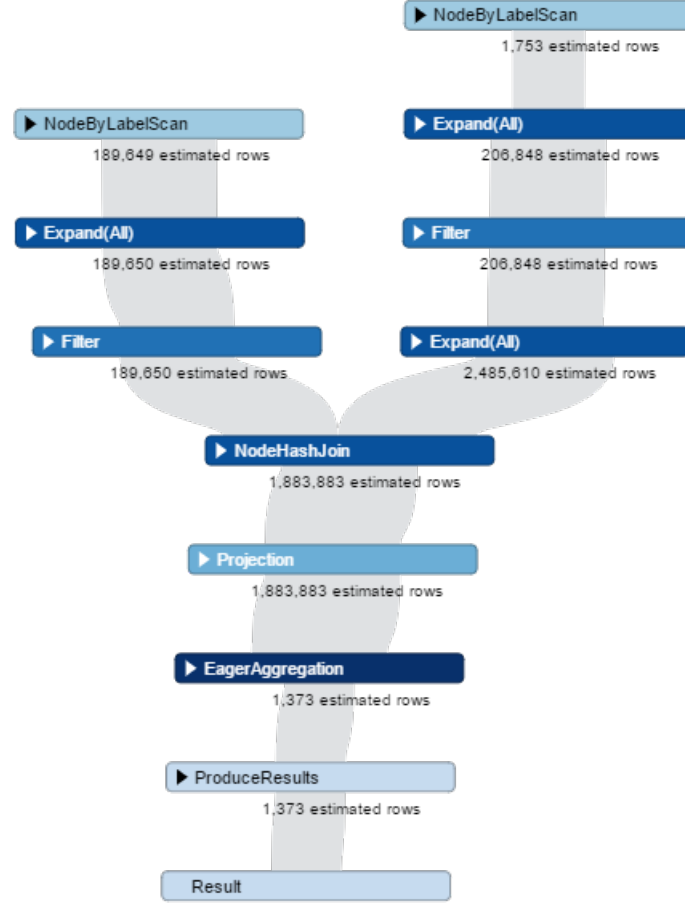 NodeByLabelScan
1,753 estimated rows
NodeByLabelScan
189,649 estimated rows
Expand(All)
206,848 estimated rows
Expand(All)
189,650 estimated rows
Filter
206,848 estimated rows
Filter
189,650 estimated rows
Expand(All)
2,485,610 estimated rows
NodeHashJoin
1,883,883 estimated rows
Projection
1,883,883 estimated rows
EagerAggregation
1,373 estimated rows
ProduceResults
1,373 estimated rows
Result